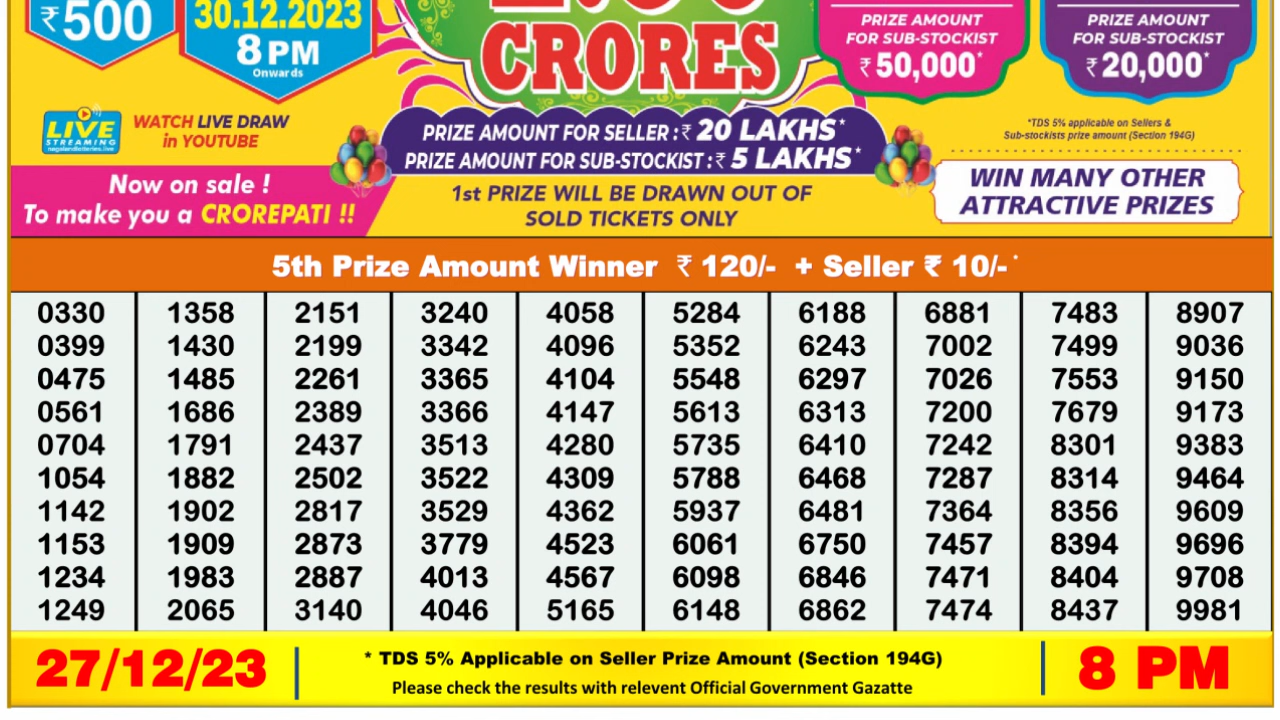 ₹500
30.12.2023
8 PM
Onwards
CRORES
PRIZE AMOUNT
FOR SUB-STOCKIST
₹50,000*
PRIZE AMOUNT
FOR SUB-STOCKIST
₹20,000*
LIVE
STREAMING
nagalandlotteries.live
WATCH LIVE DRAW
in YOUTUBE
PRIZE AMOUNT FOR SELLER :₹ 20 LAKHS*
PRIZE AMOUNT FOR SUB-STOCKIST :₹ 5 LAKHS*
*TDS 5% applicable on Sellers &
Sub-stockists prize amount (Section 194G)
Now on sale !
To make you a CROREPATI !!
1st PRIZE WILL BE DRAWN OUT OF
SOLD TICKETS ONLY
WIN MANY OTHER
ATTRACTIVE PRIZES
5th Prize Amount Winner ₹ 120/- + Seller ₹ 10/-*
0330 1358 2151 3240 4058 5284 6188 6881 7483 8907
0399 1430 2199 3342 4096 5352 6243 7002 7499 9036
0475 1485 2261 3365 4104 5548 6297 7026 7553 9150
0561 1686 2389 3366 4147 5613 6313 7200 7679 9173
0704 1791 2437 3513 4280 5735 6410 7242 8301 9383
1054 1882 2502 3522 4309 5788 6468 7287 8314 9464
1142 1902 2817 3529 4362 5937 6481 7364 8356 9609
1153 1909 2873 3779 4523 6061 6750 7457 8394 9696
1234 1983 2887 4013 4567 6098 6846 7471 8404 9708
1249 2065 3140 4046 5165 6148 6862 7474 8437 9981
27/12/23
* TDS 5% Applicable on Seller Prize Amount (Section 194G)
Please check the results with relevent Official Government Gazatte
8 PM